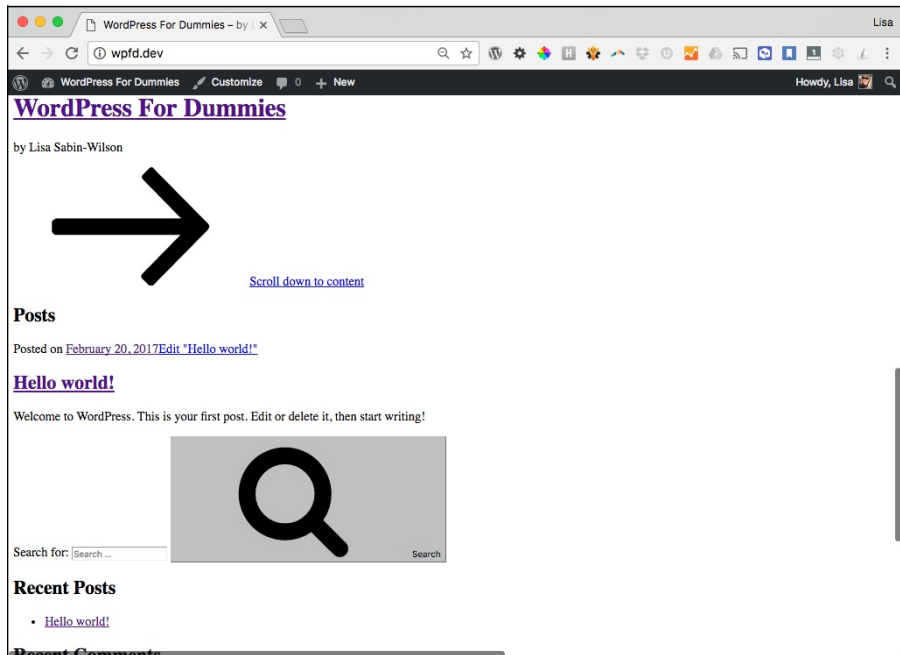 WordPress For Dummies – by L
Lisa
wpfd.dev
WordPress For Dummies Customize 0 + New Howdy, Lisa
WordPress For Dummies
by Lisa Sabin-Wilson
Scroll down to content
Posts
Posted on February 20, 2017Edit "Hello world!"
Hello world!
Welcome to WordPress. This is your first post. Edit or delete it, then start writing!
Search for: Search ... Search
Recent Posts
• Hello world!
Recent Comments